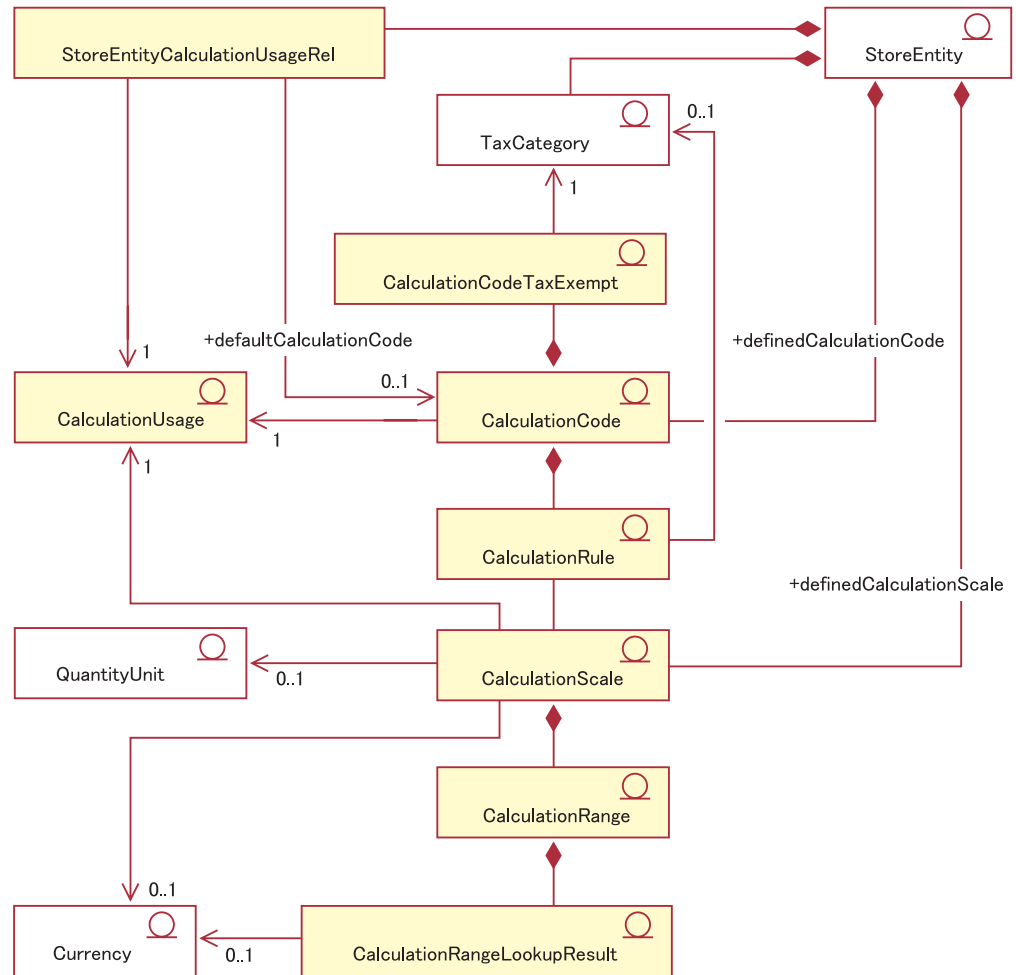 StoreEntityCalculationUsageRel
StoreEntity
0..1
TaxCategory
1
CalculationCodeTaxExempt
+defaultCalculationCode
+definedCalculationCode
1
0..1
CalculationUsage
CalculationCode
1
1
CalculationRule
+definedCalculationScale
QuantityUnit
0..1
CalculationScale
CalculationRange
0..1
Currency
0..1
CalculationRangeLookupResult